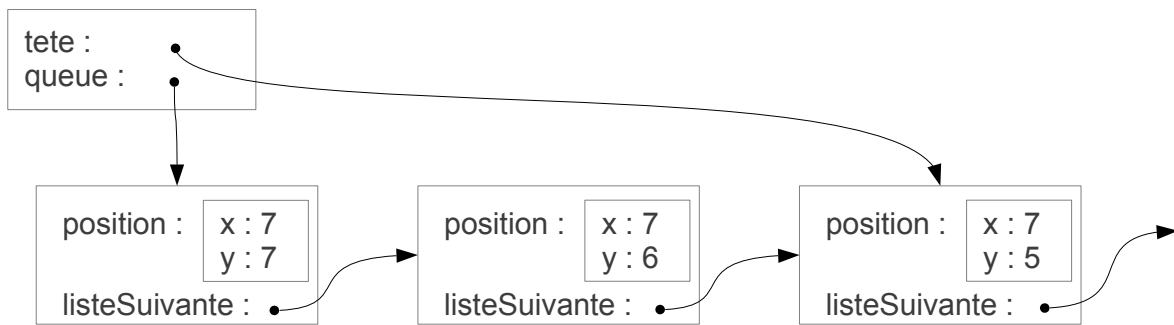 tete :
queue :
position :
x : 7
y : 7
listeSuivante :
position :
x : 7
y : 6
listeSuivante :
position :
x : 7
y : 5
listeSuivante :